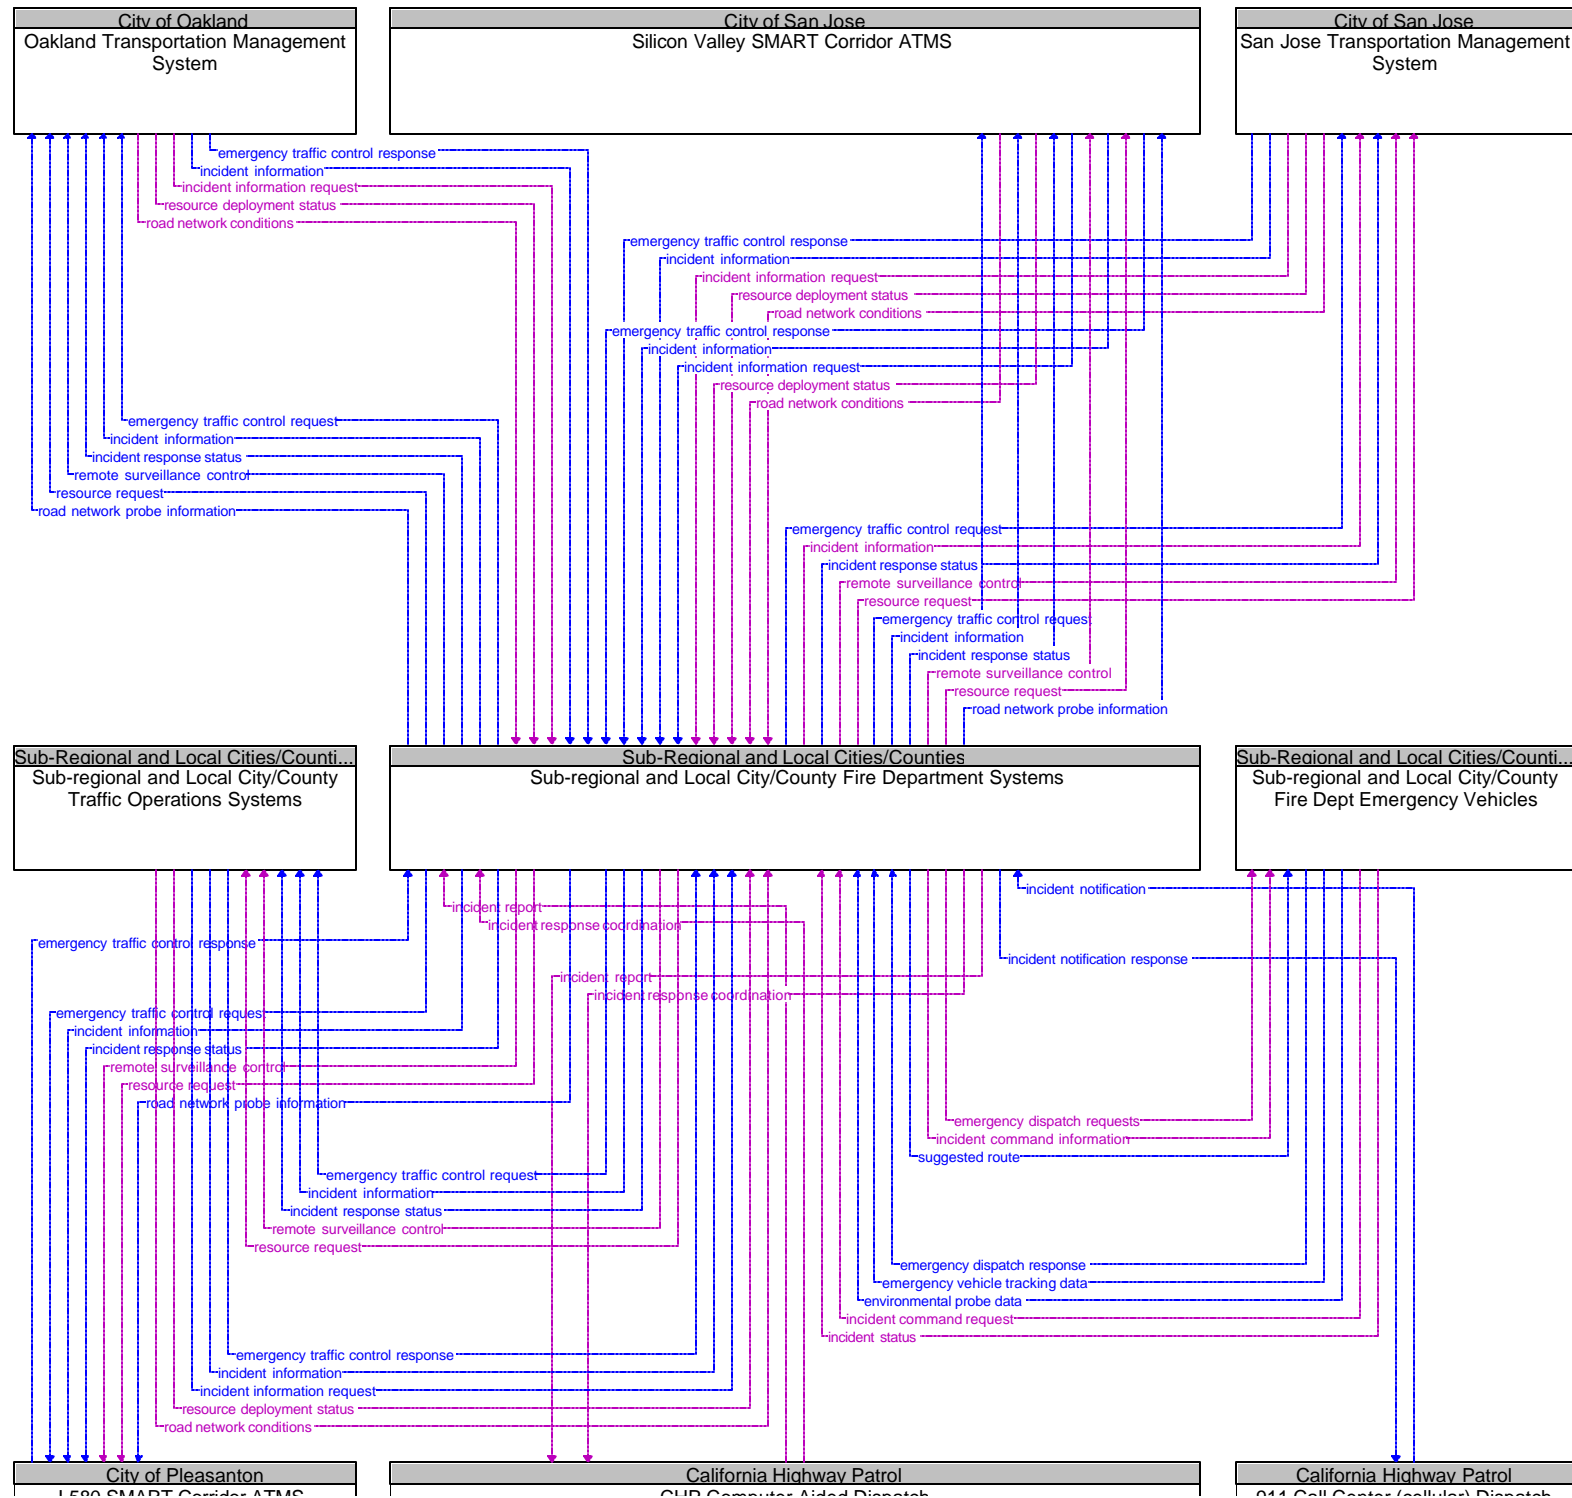 City of Oakland
Oakland Transportation Management
System
City of San Jose
Silicon Valley SMART Corridor ATMS
City of San Jose
San Jose Transportation Management
System
emergency traffic control response
incident information
incident information request
resource deployment status
road network conditions
emergency traffic control response
incident information
incident information request
resource deployment status
road network conditions
emergency traffic control response
incident information
incident information request
resource deployment status
road network conditions
emergency traffic control request
incident information
incident response status
remote surveillance control
resource request
road network probe information
emergency traffic control request
incident information
incident response status
remote surveillance control
resource request
emergency traffic control request
incident information
incident response status
remote surveillance control
resource request
road network probe information
Sub-Regional and Local Cities/Counti...
Sub-regional and Local City/County
Traffic Operations Systems
Sub-Regional and Local Cities/Counties
Sub-regional and Local City/County Fire Department Systems
Sub-Regional and Local Cities/Counti...
Sub-regional and Local City/County
Fire Dept Emergency Vehicles
incident notification
incident report
incident response coordination
emergency traffic control response
incident notification response
incident report
incident response coordination
emergency traffic control request
incident information
incident response status
remote surveillance control
resource request
road network probe information
emergency dispatch requests
incident command information
suggested route
emergency traffic control request
incident information
incident response status
remote surveillance control
resource request
emergency dispatch response
emergency vehicle tracking data
environmental probe data
incident command request
incident status
emergency traffic control response
incident information
incident information request
resource deployment status
road network conditions
City of Pleasanton
I-580 SMART Corridor ATMS
California Highway Patrol
CHP Computer Aided Dispatch
California Highway Patrol
911 Call Center (cellular) Dispatch